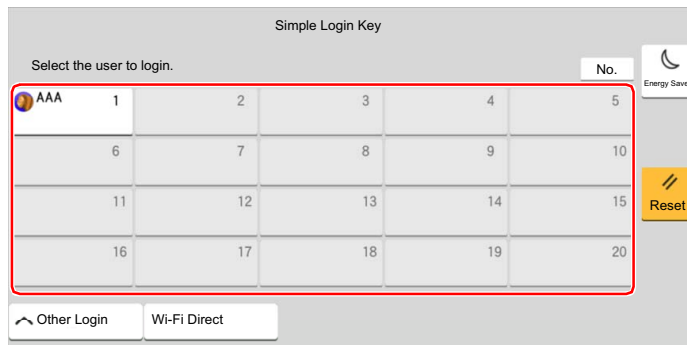 Simple Login Key
Select the user to login.
No.
Energy Save
AAA 1 2 3 4 5
6 7 8 9 10
11 12 13 14 15
Reset
16 17 18 19 20
Other Login Wi-Fi Direct